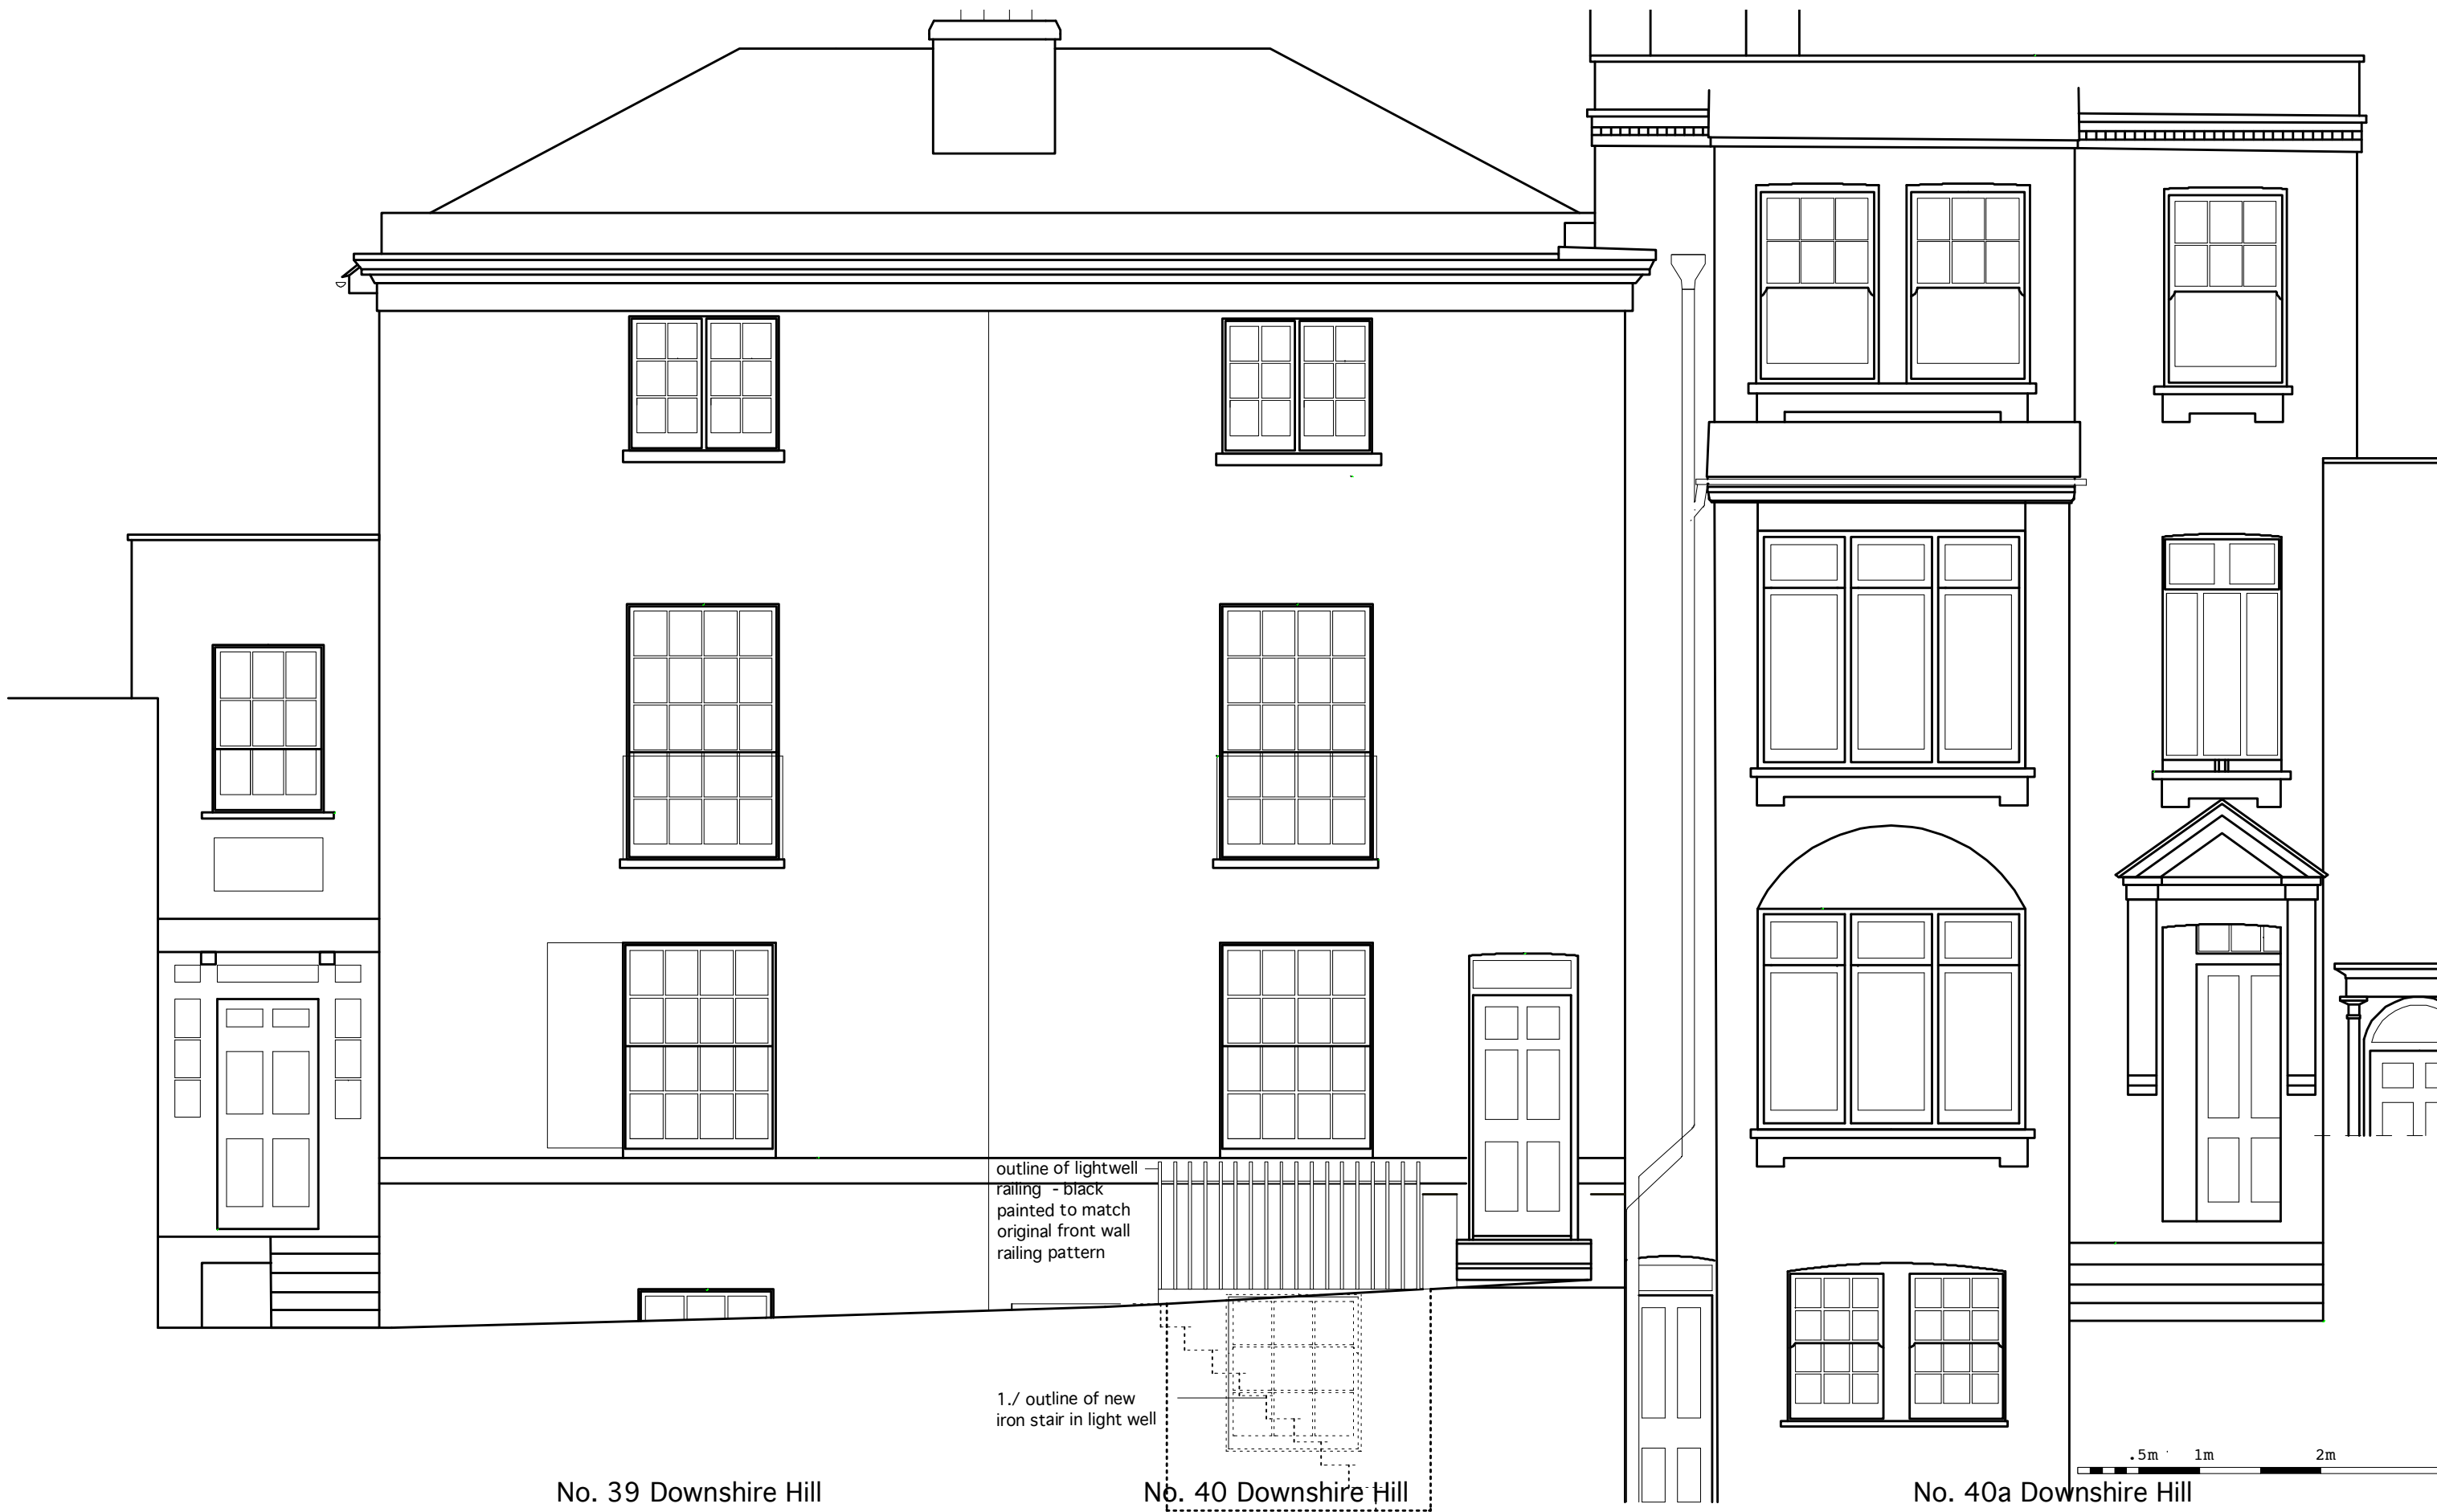 outline of lightwell
railing - black
painted to match
original front wall
railing pattern
1./ outline of new
iron stair in light well
.5m 1m 2m
No. 39 Downshire Hill
No. 40 Downshire Hill
No. 40a Downshire Hill